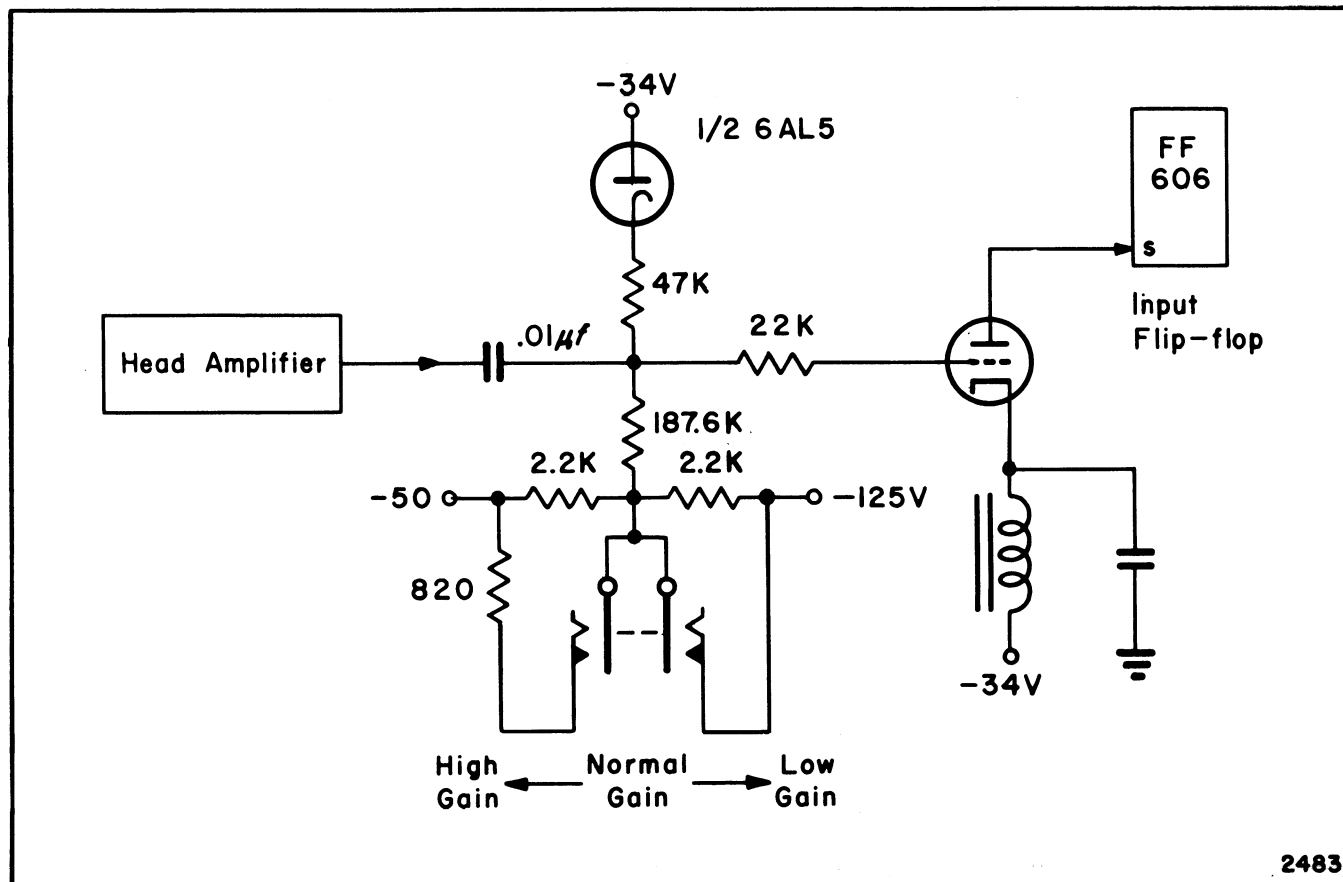 -34V
1/2 6AL5
FF
606
S
47K
Input
Flip-flop
.01μf
22K
Head Amplifier
187.6K
2.2K
2.2K
-50
-125V
820
-34V
High
Gain
Normal
Gain
Low
Gain
2483